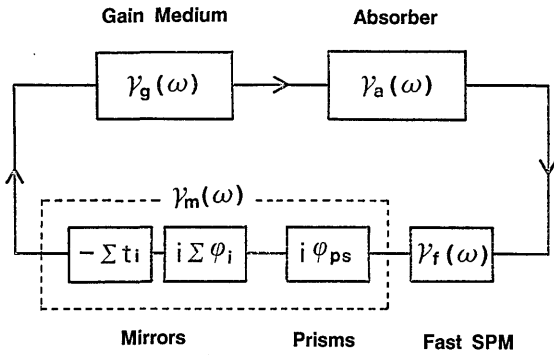 Gain Medium
Absorber
γg(ω)
γa(ω)
γm(ω)
-Σti
iΣφi
iφps
γf(ω)
Mirrors
Prisms
Fast SPM